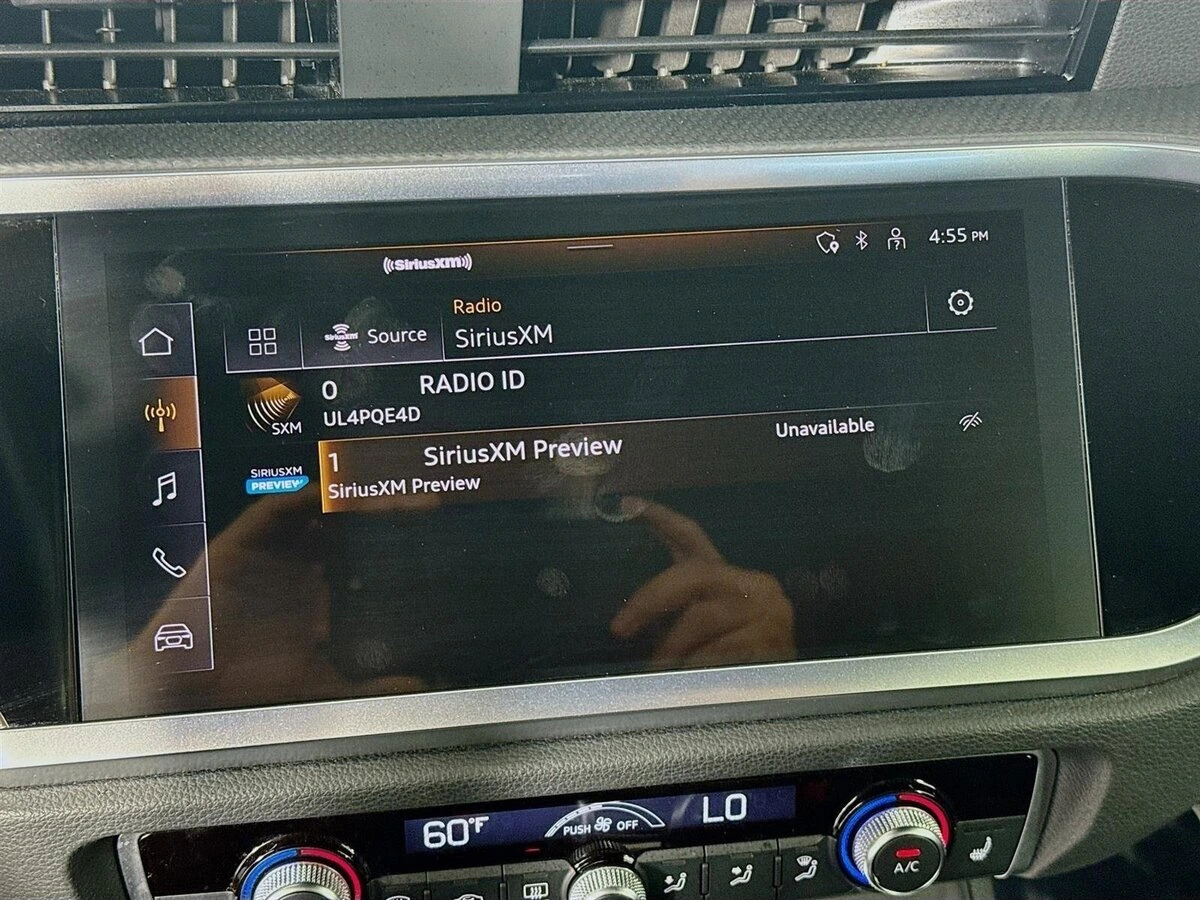 ((SiriusXM))
4:55 PM
Radio
SiriusXM Source
SiriusXM
0 RADIO ID
SXM
UL4PQE4D
1 SiriusXM Preview Unavailable
SIRIUSXM
PREVIEW
SiriusXM Preview
60°F
PUSH OFF
LO
A/C